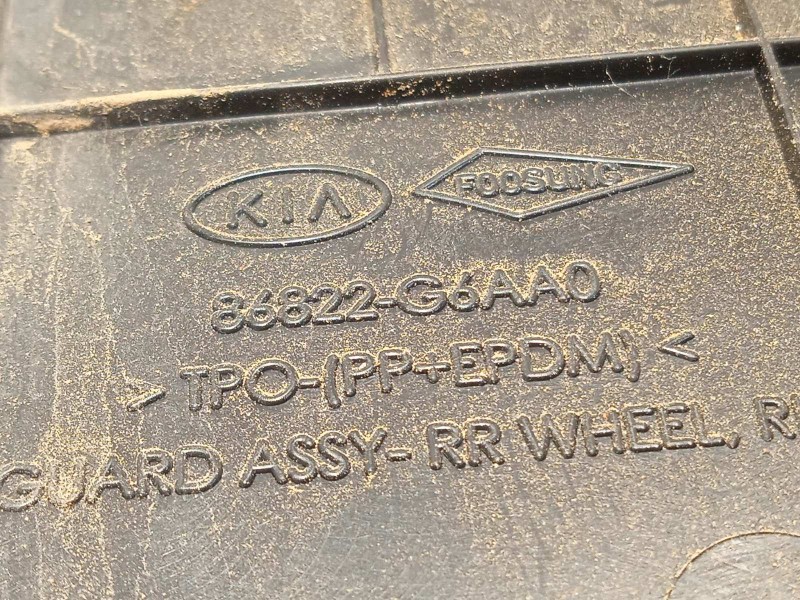 KIA FOOSUNG
86822-G6AA0
> TPO-(PP+EPDM) <
GUARD ASSY- RR WHEEL, R